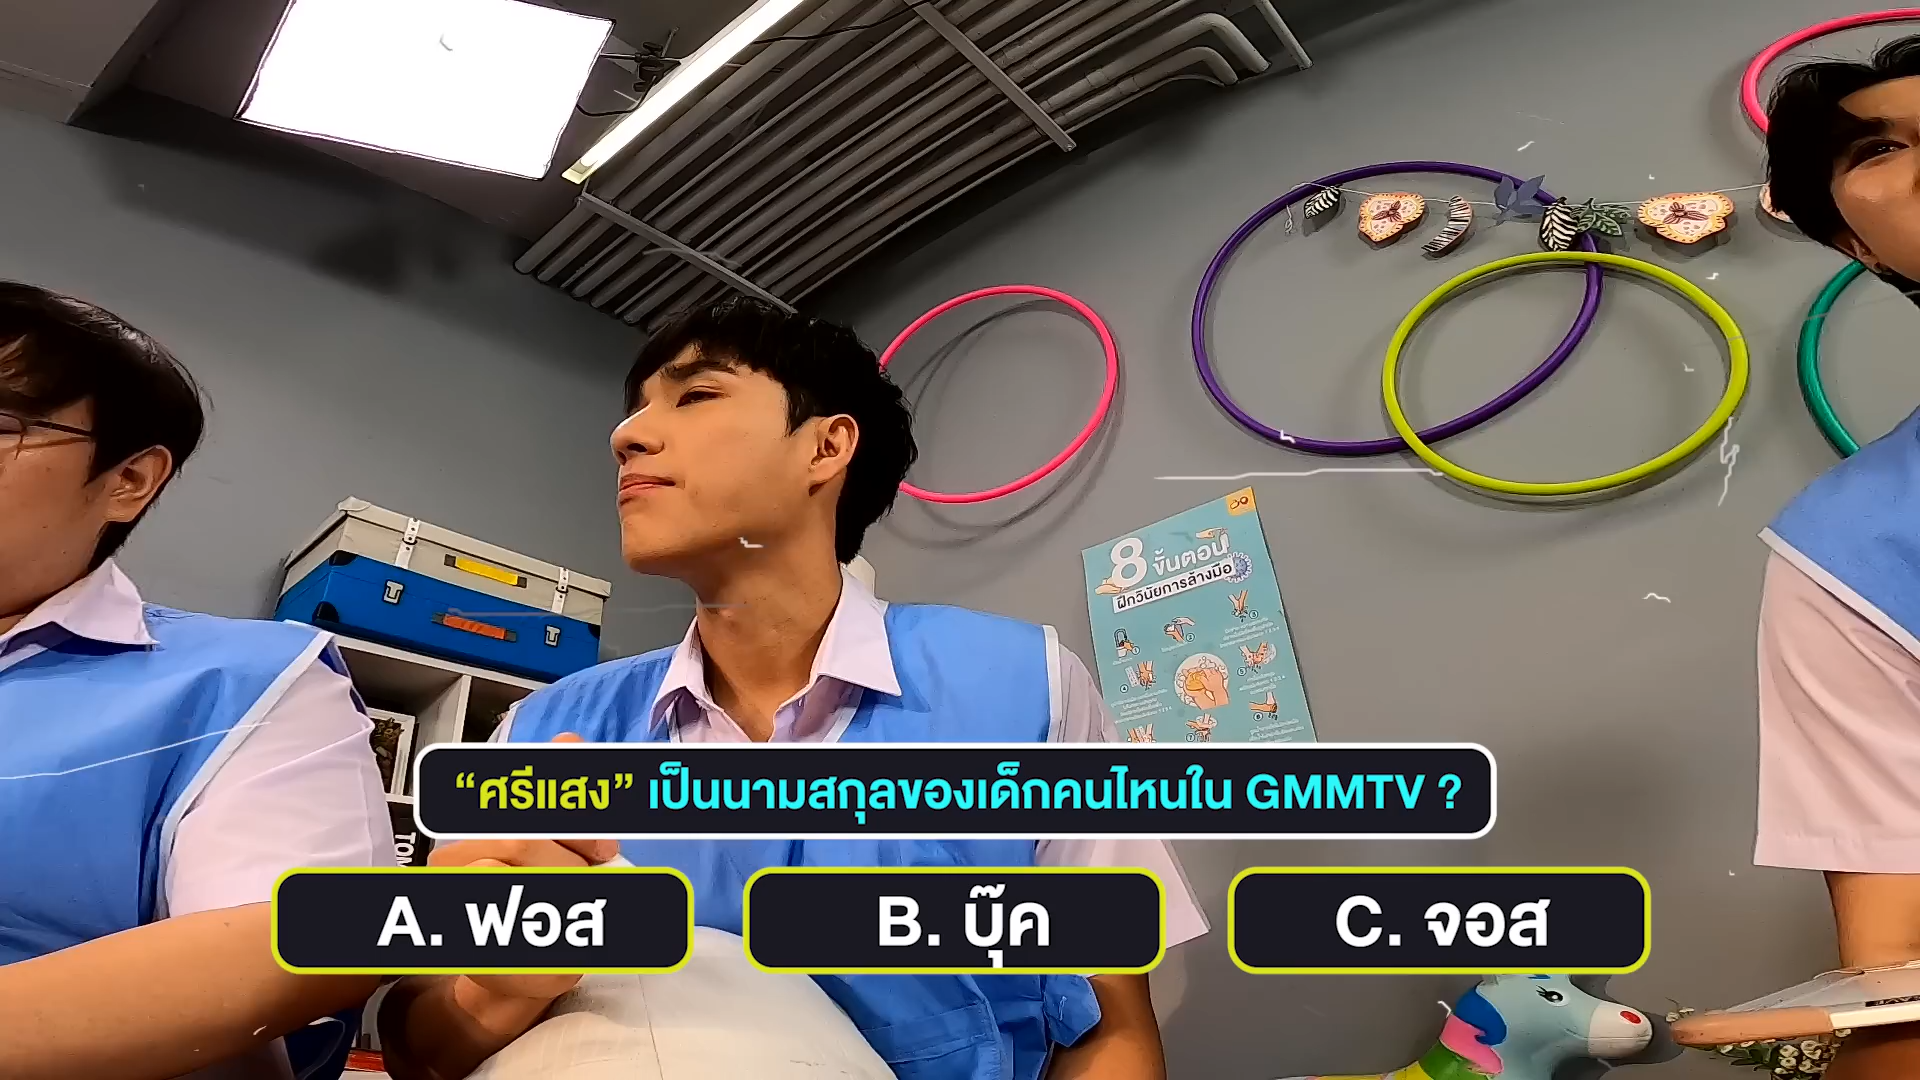 8 ขั้นตอน
ฝึกวินัยการล้างมือ
TOM
“ศรีแสง” เป็นนามสกุลของเด็กคนไหนใน GMMTV ?
A. ฟอส
B. บุ๊ค
C. จอส